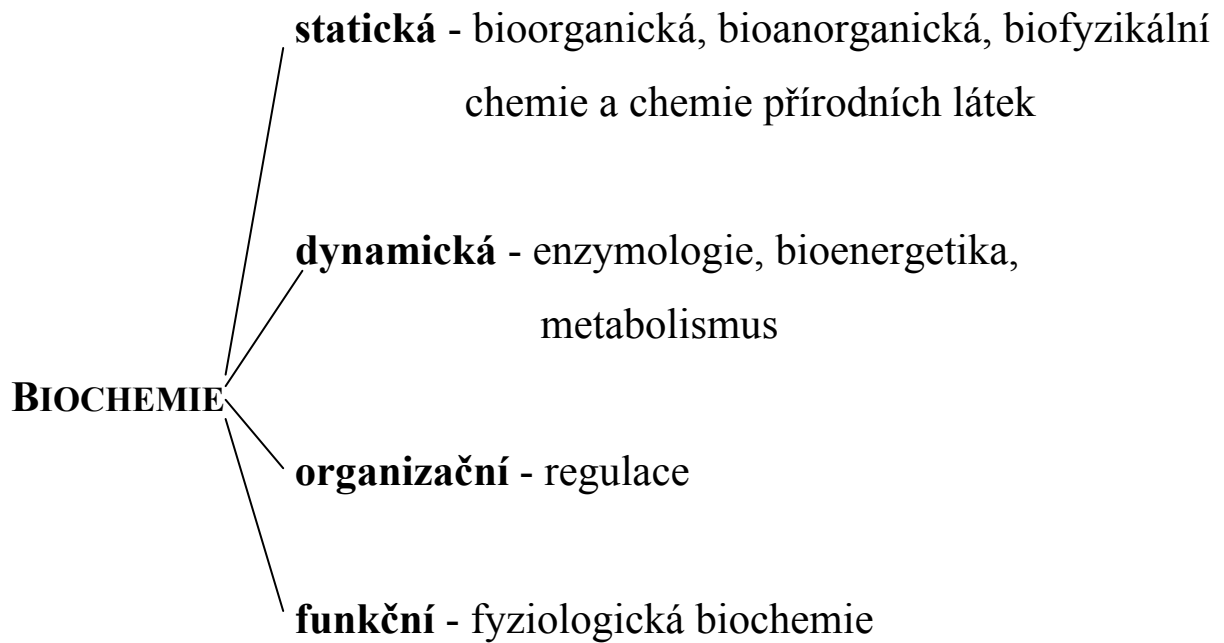 statická - bioorganická, bioanorganická, biofyzikální
chemie a chemie přírodních látek
dynamická - enzymologie, bioenergetika,
metabolismus
BIOCHEMIE
organizační - regulace
funkční - fyziologická biochemie